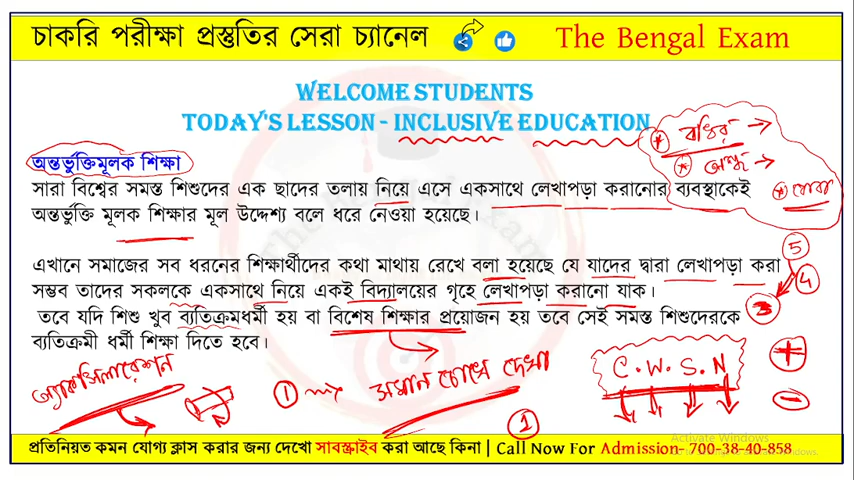 চাকরি পরীক্ষা প্রস্তুতির সেরা চ্যানেল The Bengal Exam
WELCOME STUDENTS
TODAY'S LESSON - INCLUSIVE EDUCATION
বধির →
অন্ধ →
বোবা
অন্তর্ভুক্তিমূলক শিক্ষা
সারা বিশ্বের সমস্ত শিশুদের এক ছাদের তলায় নিয়ে এসে একসাথে লেখাপড়া করানোর ব্যবস্থাকেই
অন্তর্ভুক্তি মূলক শিক্ষার মূল উদ্দেশ্য বলে ধরে নেওয়া হয়েছে।
5
এখানে সমাজের সব ধরনের শিক্ষার্থীদের কথা মাথায় রেখে বলা হয়েছে যে যাদের দ্বারা লেখাপড়া করা
4
সম্ভব তাদের সকলকে একসাথে নিয়ে একই বিদ্যালয়ের গৃহে লেখাপড়া করানো যাক।
3
তবে যদি শিশু খুব ব্যতিক্রমধর্মী হয় বা বিশেষ শিক্ষার প্রয়োজন হয় তবে সেই সমস্ত শিশুদেরকে
ব্যতিক্রমী ধর্মী শিক্ষা দিতে হবে।
+
অ্যাকসিলারেশন
1 → সমান চোখে দেখা
C.W.S.N
-
1
প্রতিনিয়ত কমন যোগ্য ক্লাস করার জন্য দেখো সাবস্ক্রাইব করা আছে কিনা | Call Now For Admission- 700-38-40-858
Activate Windows